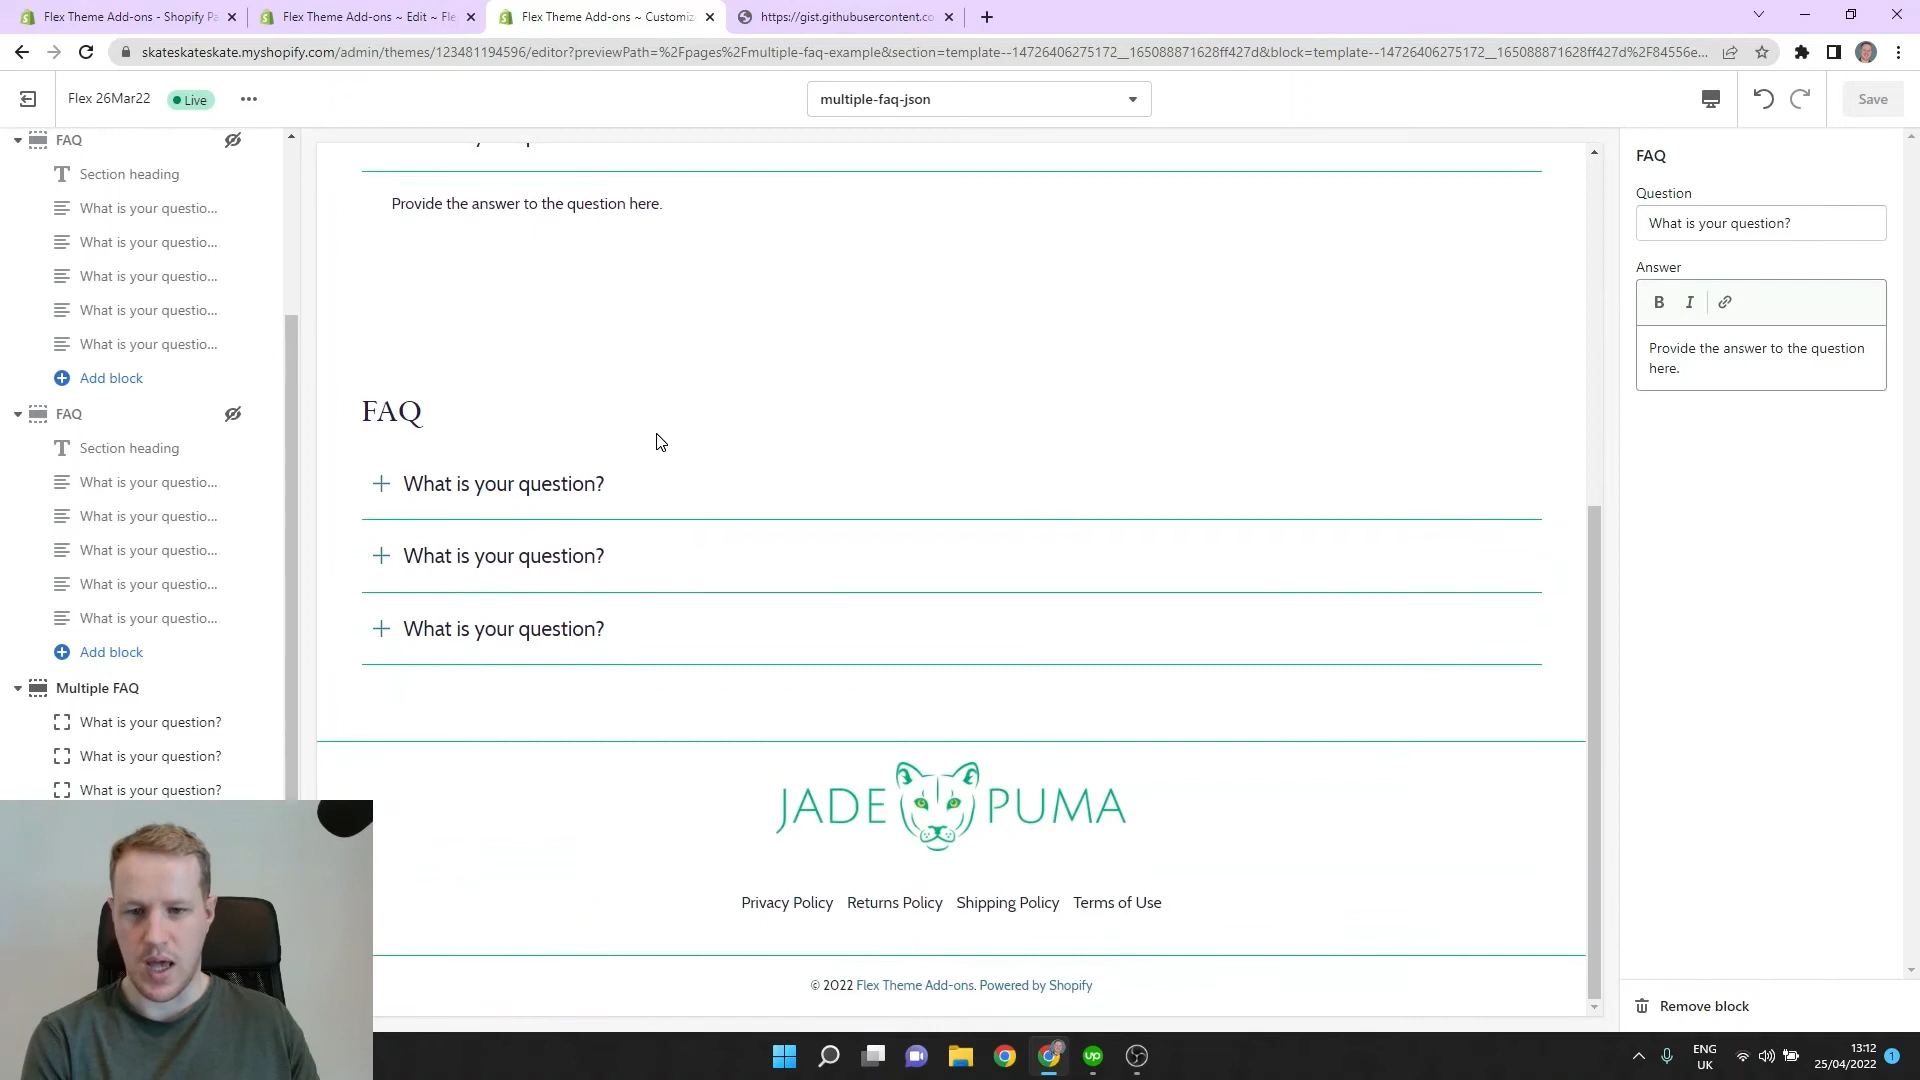 Flex Theme Add-ons - Shopify Pa
Flex Theme Add-ons ~ Edit ~ Fle
Flex Theme Add-ons ~ Customiz
https://gist.githubusercontent.co
skateskateskate.myshopify.com/admin/themes/123481194596/editor?previewPath=%2Fpages%2Fmultiple-faq-example&section=template--14726406275172__165088871628ff427d&block=template--14726406275172__165088871628ff427d%2F84556e...
Flex 26Mar22
Live
multiple-faq-json
Save
FAQ
Section heading
What is your questio...
What is your questio...
What is your questio...
What is your questio...
What is your questio...
Add block
FAQ
Section heading
What is your questio...
What is your questio...
What is your questio...
What is your questio...
What is your questio...
Add block
Multiple FAQ
What is your question?
What is your question?
What is your question?
Provide the answer to the question here.
FAQ
What is your question?
What is your question?
What is your question?
JADE PUMA
Privacy Policy Returns Policy Shipping Policy Terms of Use
© 2022 Flex Theme Add-ons. Powered by Shopify
FAQ
Question
What is your question?
Answer
B I
Provide the answer to the question
here.
Remove block
up
ENG
UK
13:12
25/04/2022
1